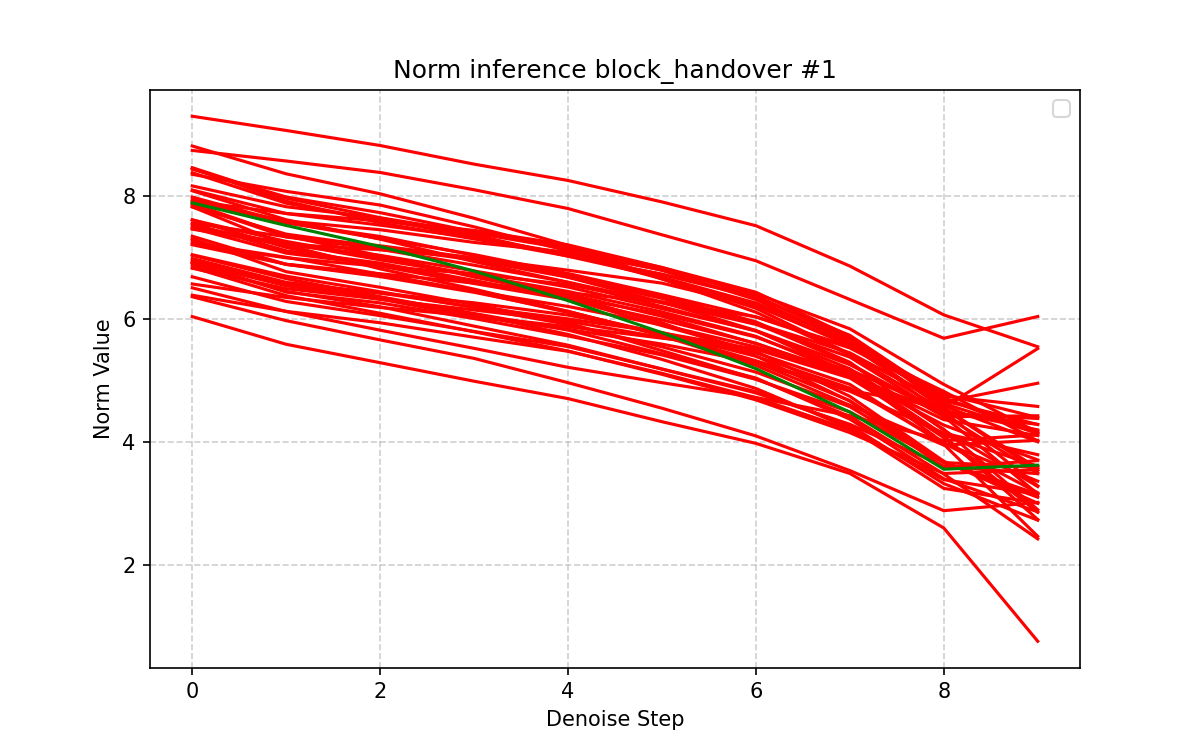 Norm inference block_handover #1
Norm Value
8
6
4
2
0 2 4 6 8
Denoise Step